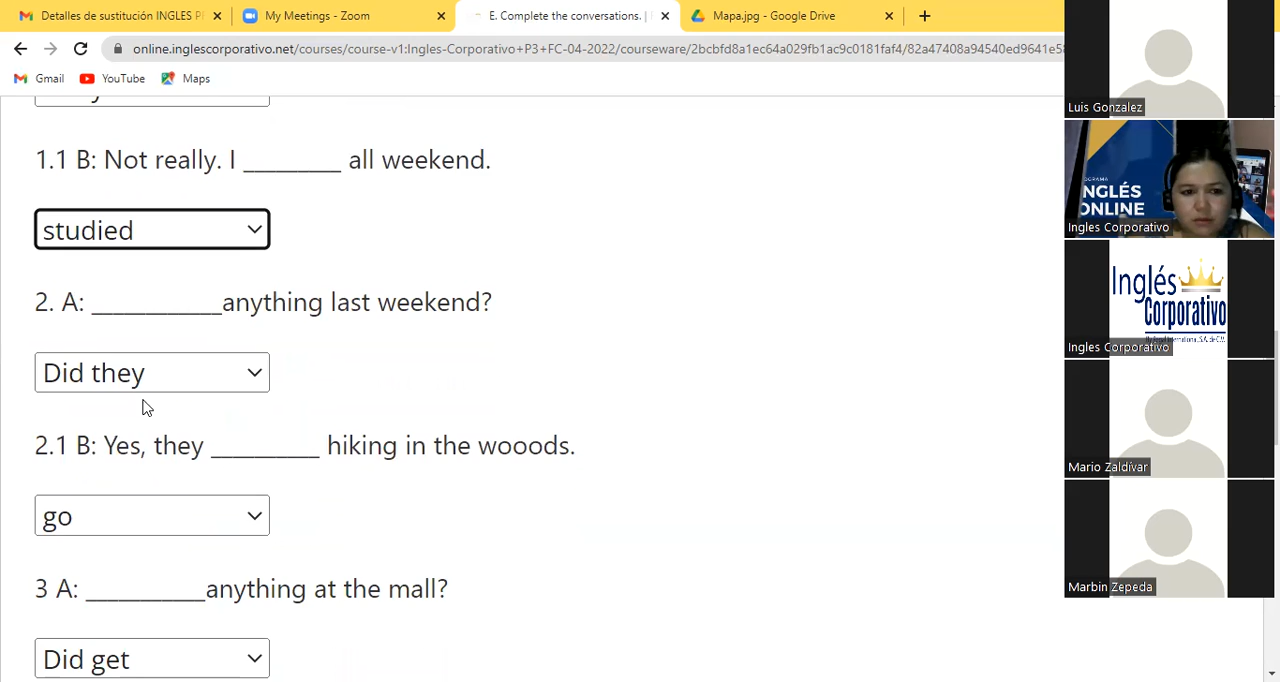 Detalles de sustitución INGLES P
My Meetings - Zoom
E. Complete the conversations. |
Mapa.jpg - Google Drive
online.inglescorporativo.net/courses/course-v1:Ingles-Corporativo+P3+FC-04-2022/courseware/2bcbfd8a1ec64a029fb1ac9c0181faf4/82a47408a94540ed9641e5
Gmail
YouTube
Maps
1.1 B: Not really. I ________ all weekend.
studied
2. A: ___________anything last weekend?
Did they
2.1 B: Yes, they _________ hiking in the wooods.
go
3 A: __________anything at the mall?
Did get
Luis Gonzalez
PROGRAMA
INGLÉS
ONLINE
Ingles Corporativo
Inglés
Corporativo
Ingles Corporativo
Mario Zaldívar
Marbin Zepeda